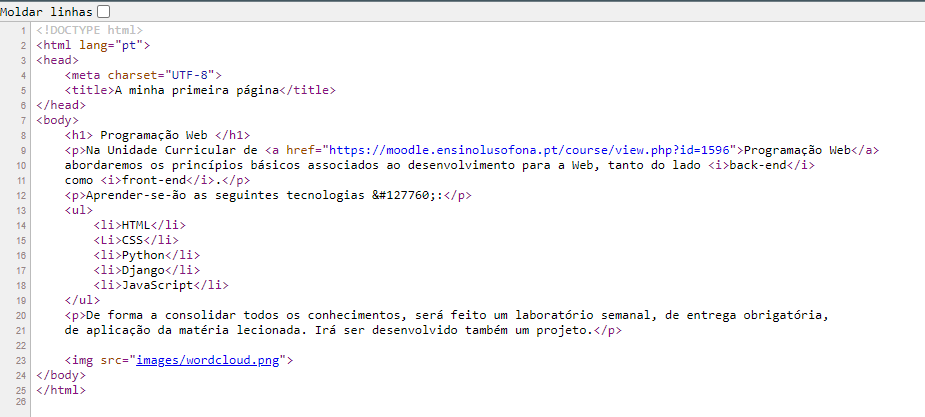 Moldar linhas
1 <!DOCTYPE html>
2 <html lang="pt">
3 <head>
4     <meta charset="UTF-8">
5     <title>A minha primeira página</title>
6 </head>
7 <body>
8     <h1> Programação Web </h1>
9     <p>Na Unidade Curricular de <a href="https://moodle.ensinolusofona.pt/course/view.php?id=1596">Programação Web</a>
10     abordaremos os princípios básicos associados ao desenvolvimento para a Web, tanto do lado <i>back-end</i>
11     como <i>front-end</i>.</p>
12     <p>Aprender-se-ão as seguintes tecnologias &#127760;:</p>
13     <ul>
14         <li>HTML</li>
15         <Li>CSS</li>
16         <li>Python</li>
17         <li>Django</li>
18         <li>JavaScript</li>
19     </ul>
20     <p>De forma a consolidar todos os conhecimentos, será feito um laboratório semanal, de entrega obrigatória,
21     de aplicação da matéria lecionada. Irá ser desenvolvido também um projeto.</p>
22
23     <img src="images/wordcloud.png">
24 </body>
25 </html>
26